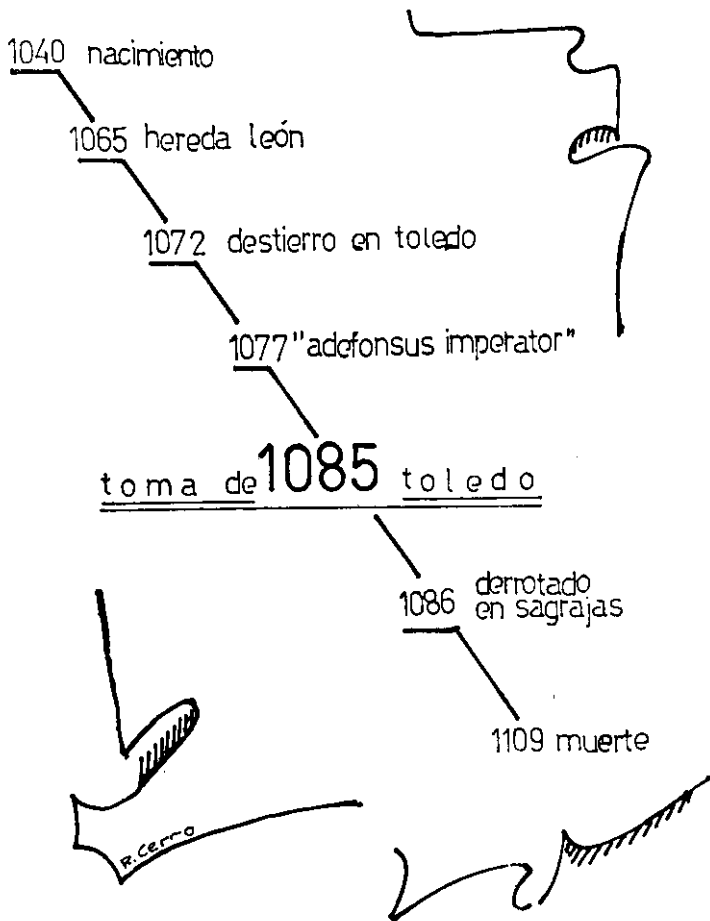 1040 nacimiento
1065 hereda león
1072 destierro en toledo
1077 "adefonsus imperator"
toma de 1085 toledo
1086 derrotado
en sagrajas
1109 muerte
R. Cerro